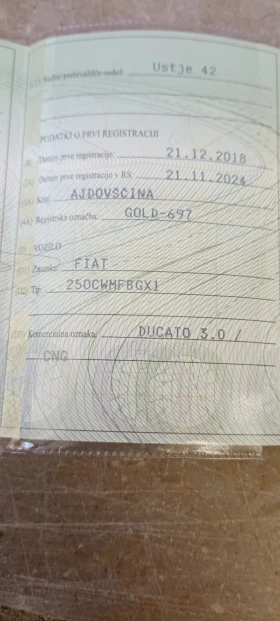 Ustje 42
PODATKI O PRVI REGISTRACIJI
Datum prve registracije: 21.12.2018
Datum prve registracije v RS: 21.11.2024
Kraj: AJDOVŠČINA
Registrska označba: GOLD-697
VOZILO
Znamka: FIAT
Tip: 250CWMFBGX1
Komercialna oznaka: DUCATO 3.0 /
CNG